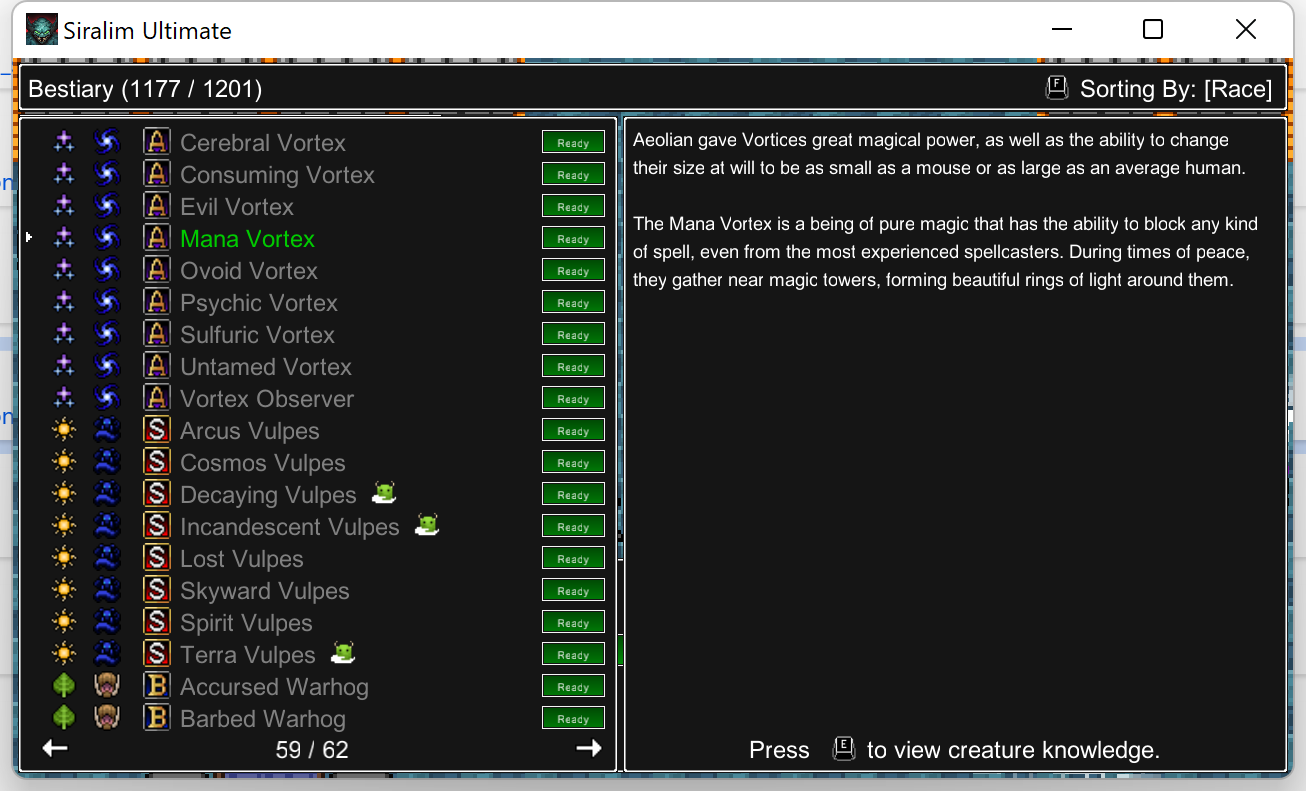 Siralim Ultimate
Bestiary (1177 / 1201)
F Sorting By: [Race]
A Cerebral Vortex Ready
A Consuming Vortex Ready
A Evil Vortex Ready
A Mana Vortex Ready
A Ovoid Vortex Ready
A Psychic Vortex Ready
A Sulfuric Vortex Ready
A Untamed Vortex Ready
A Vortex Observer Ready
S Arcus Vulpes Ready
S Cosmos Vulpes Ready
S Decaying Vulpes Ready
S Incandescent Vulpes Ready
S Lost Vulpes Ready
S Skyward Vulpes Ready
S Spirit Vulpes Ready
S Terra Vulpes Ready
B Accursed Warhog Ready
B Barbed Warhog Ready
59 / 62
Aeolian gave Vortices great magical power, as well as the ability to change
their size at will to be as small as a mouse or as large as an average human.
The Mana Vortex is a being of pure magic that has the ability to block any kind
of spell, even from the most experienced spellcasters. During times of peace,
they gather near magic towers, forming beautiful rings of light around them.
Press E to view creature knowledge.